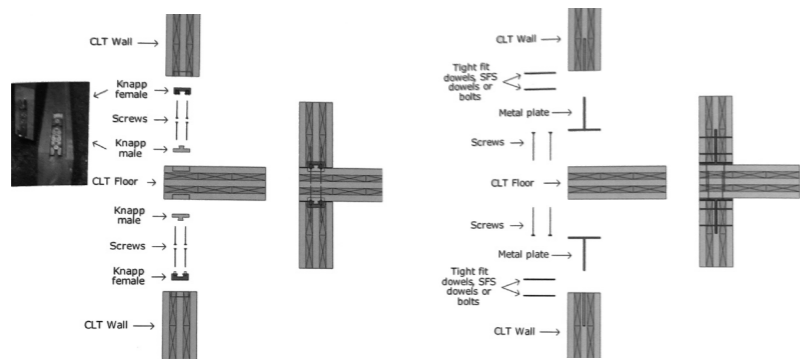 CLT Wall
Knapp
female
Screws
Knapp
male
CLT Floor
Knapp
male
Screws
Knapp
female
CLT Wall
CLT Wall
Tight fit
dowels, SFS
dowels or
bolts
Metal plate
Screws
CLT Floor
Screws
Metal plate
Tight fit
dowels, SFS
dowels or
bolts
CLT Wall